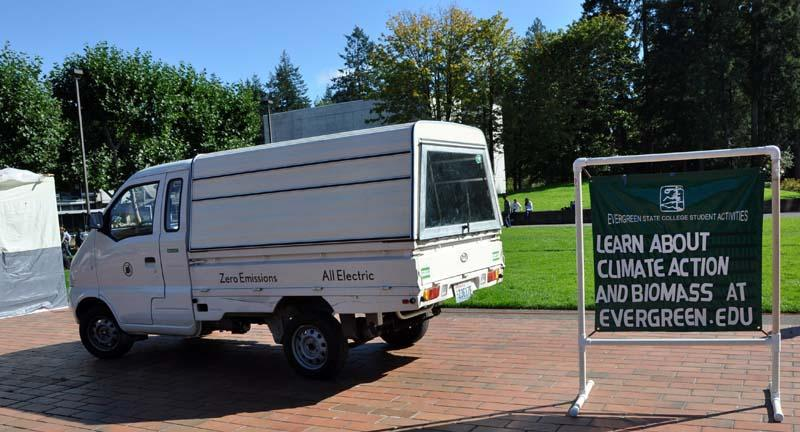 Zero Emissions All Electric
EVERGREEN STATE COLLEGE STUDENT ACTIVITIES
LEARN ABOUT
CLIMATE ACTION
AND BIOMASS AT
EVERGREEN.EDU